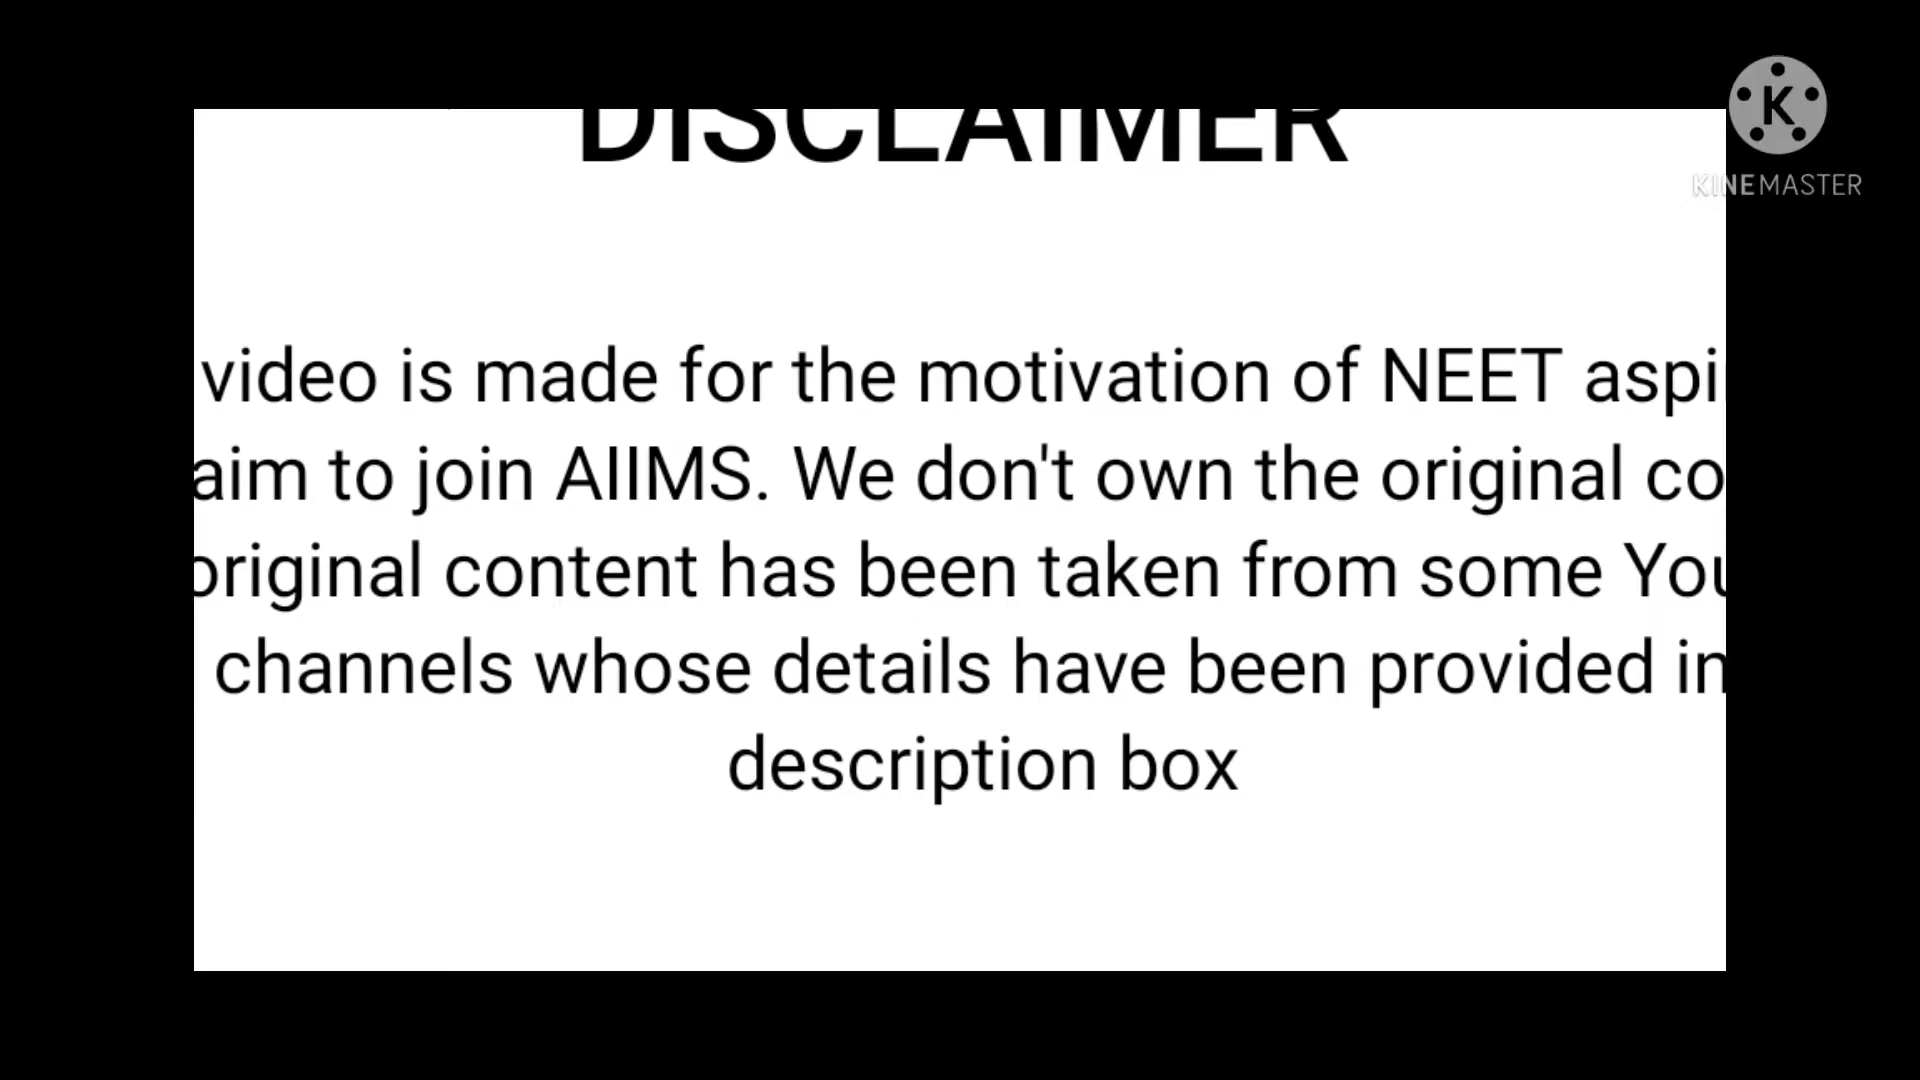 DISCLAIMER
K
KINEMASTER
video is made for the motivation of NEET aspi
aim to join AIIMS. We don't own the original co
original content has been taken from some You
channels whose details have been provided in
description box